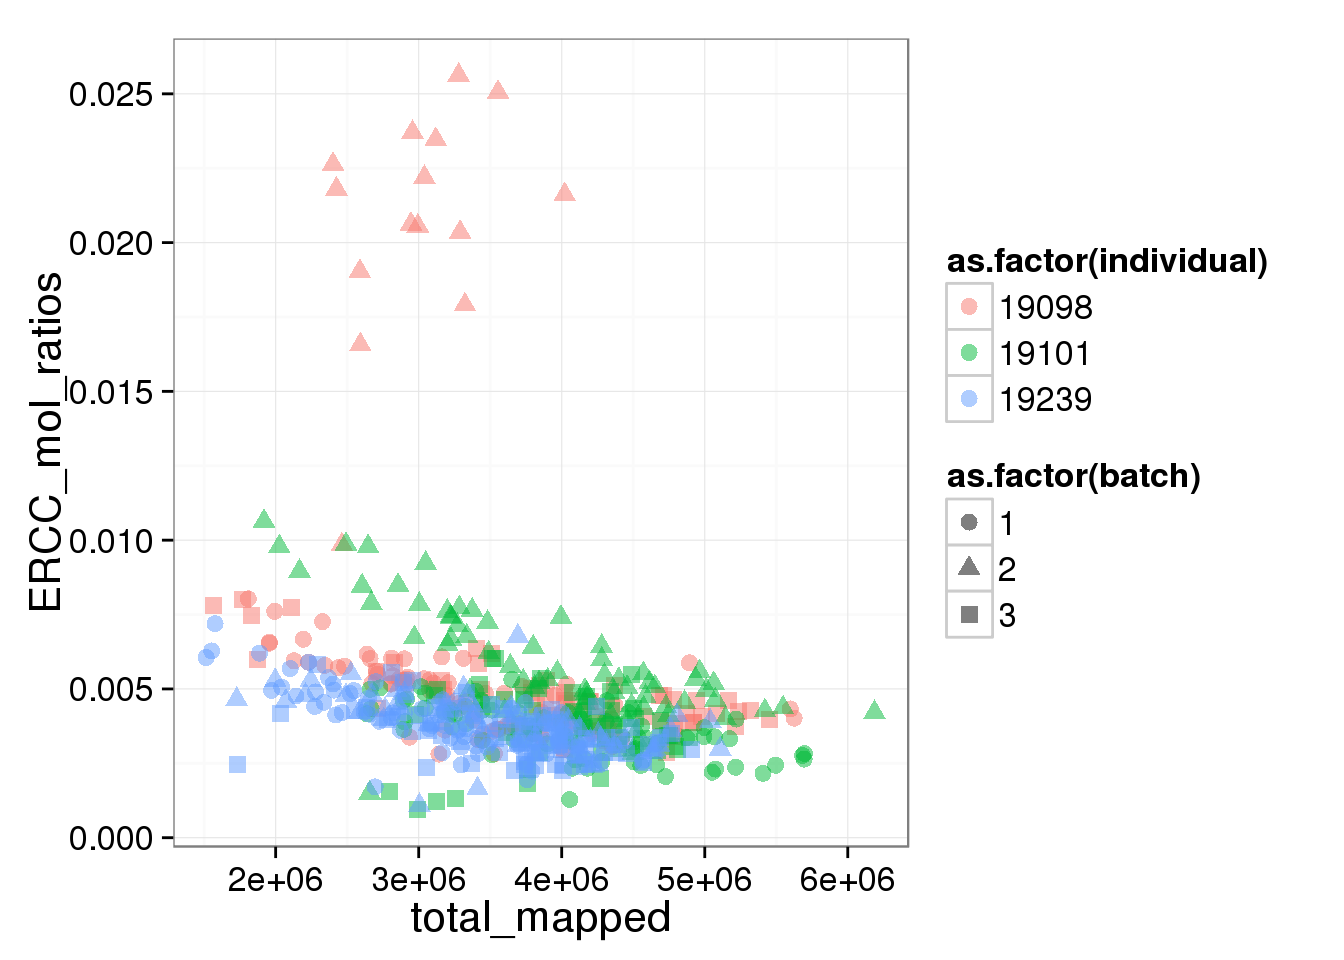 ERCC_mol_ratios
0.025
0.020
0.015
0.010
0.005
0.000
2e+06 3e+06 4e+06 5e+06 6e+06
total_mapped
as.factor(individual)
19098
19101
19239
as.factor(batch)
1
2
3